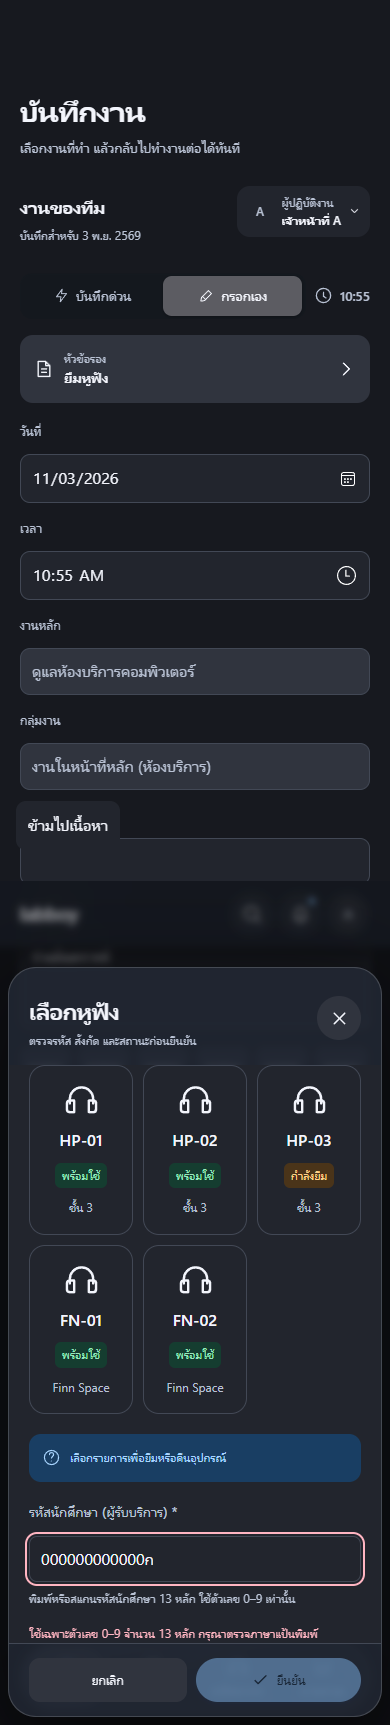 บันทึกงาน
เลือกงานที่ทำ แล้วกลับไปทำงานต่อได้ทันที
งานของทีม
บันทึกสำหรับ 3 พ.ย. 2569
A
ผู้ปฏิบัติงาน
เจ้าหน้าที่ A
บันทึกด่วน
กรอกเอง
10:55
หัวข้อรอง
ยืมหูฟัง
วันที่
11/03/2026
เวลา
10:55 AM
งานหลัก
ดูแลห้องบริการคอมพิวเตอร์
กลุ่มงาน
งานในหน้าที่หลัก (ห้องบริการ)
ข้ามไปเนื้อหา
เลือกหูฟัง
ตรวจรหัส สังกัด และสถานะก่อนยืนยัน
HP-01
พร้อมใช้
ชั้น 3
HP-02
พร้อมใช้
ชั้น 3
HP-03
กำลังยืม
ชั้น 3
FN-01
พร้อมใช้
Finn Space
FN-02
พร้อมใช้
Finn Space
เลือกรายการเพื่อยืมหรือคืนอุปกรณ์
รหัสนักศึกษา (ผู้รับบริการ) *
000000000000ก
พิมพ์หรือสแกนรหัสนักศึกษา 13 หลัก ใช้ตัวเลข 0–9 เท่านั้น
ใช้เฉพาะตัวเลข 0–9 จำนวน 13 หลัก กรุณาตรวจภาษาแป้นพิมพ์
ยกเลิก
ยืนยัน